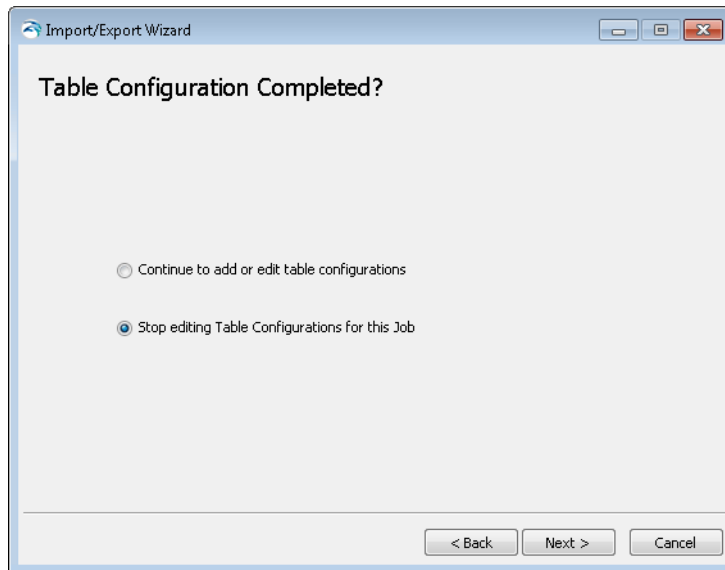 Import/Export Wizard
Table Configuration Completed?
Continue to add or edit table configurations
Stop editing Table Configurations for this Job
< Back Next > Cancel